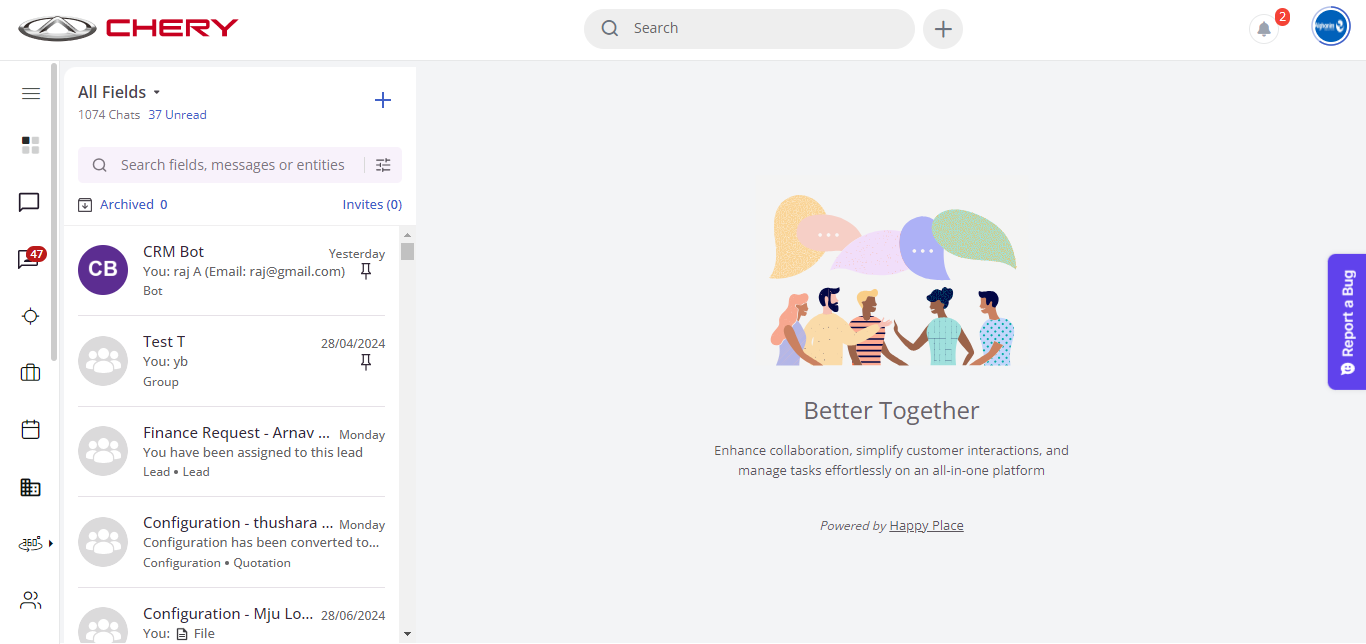 CHERY
Search
2
All Fields
1074 Chats 37 Unread
Search fields, messages or entities
Archived 0 Invites (0)
47
CB
CRM Bot Yesterday
You: raj A (Email: raj@gmail.com)
Bot
Test T 28/04/2024
You: yb
Group
Finance Request - Arnav ... Monday
You have been assigned to this lead
Lead • Lead
Configuration - thushara ... Monday
Configuration has been converted to...
Configuration • Quotation
Configuration - Mju Lo... 28/06/2024
You: File
360°
Better Together
Enhance collaboration, simplify customer interactions, and
manage tasks effortlessly on an all-in-one platform
Powered by Happy Place
Report a Bug